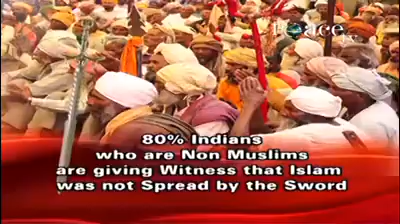 Peace
80% Indians
who are Non Muslims
are giving Witness that Islam
was not Spread by the Sword